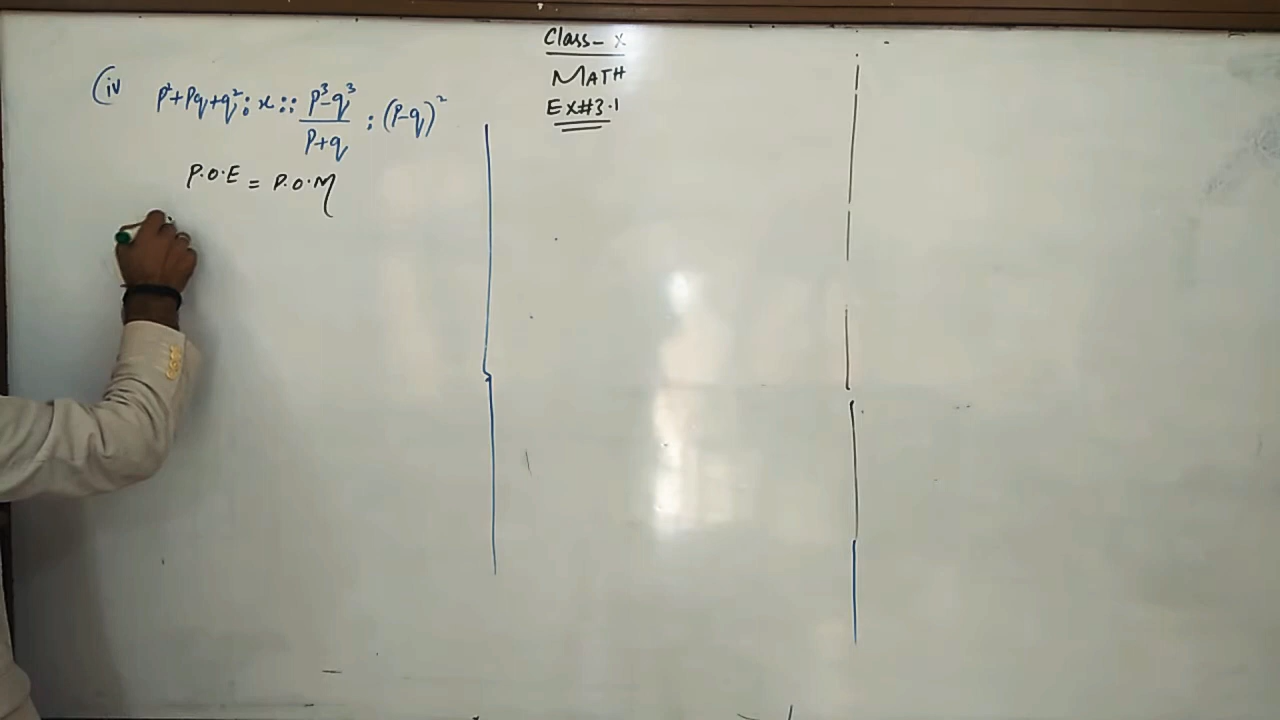 Class- X
MATH
Ex#3.1
(iv p²+pq+q² : x :: p³-q³/p+q : (p-q)²
P.O.E = P.O.M